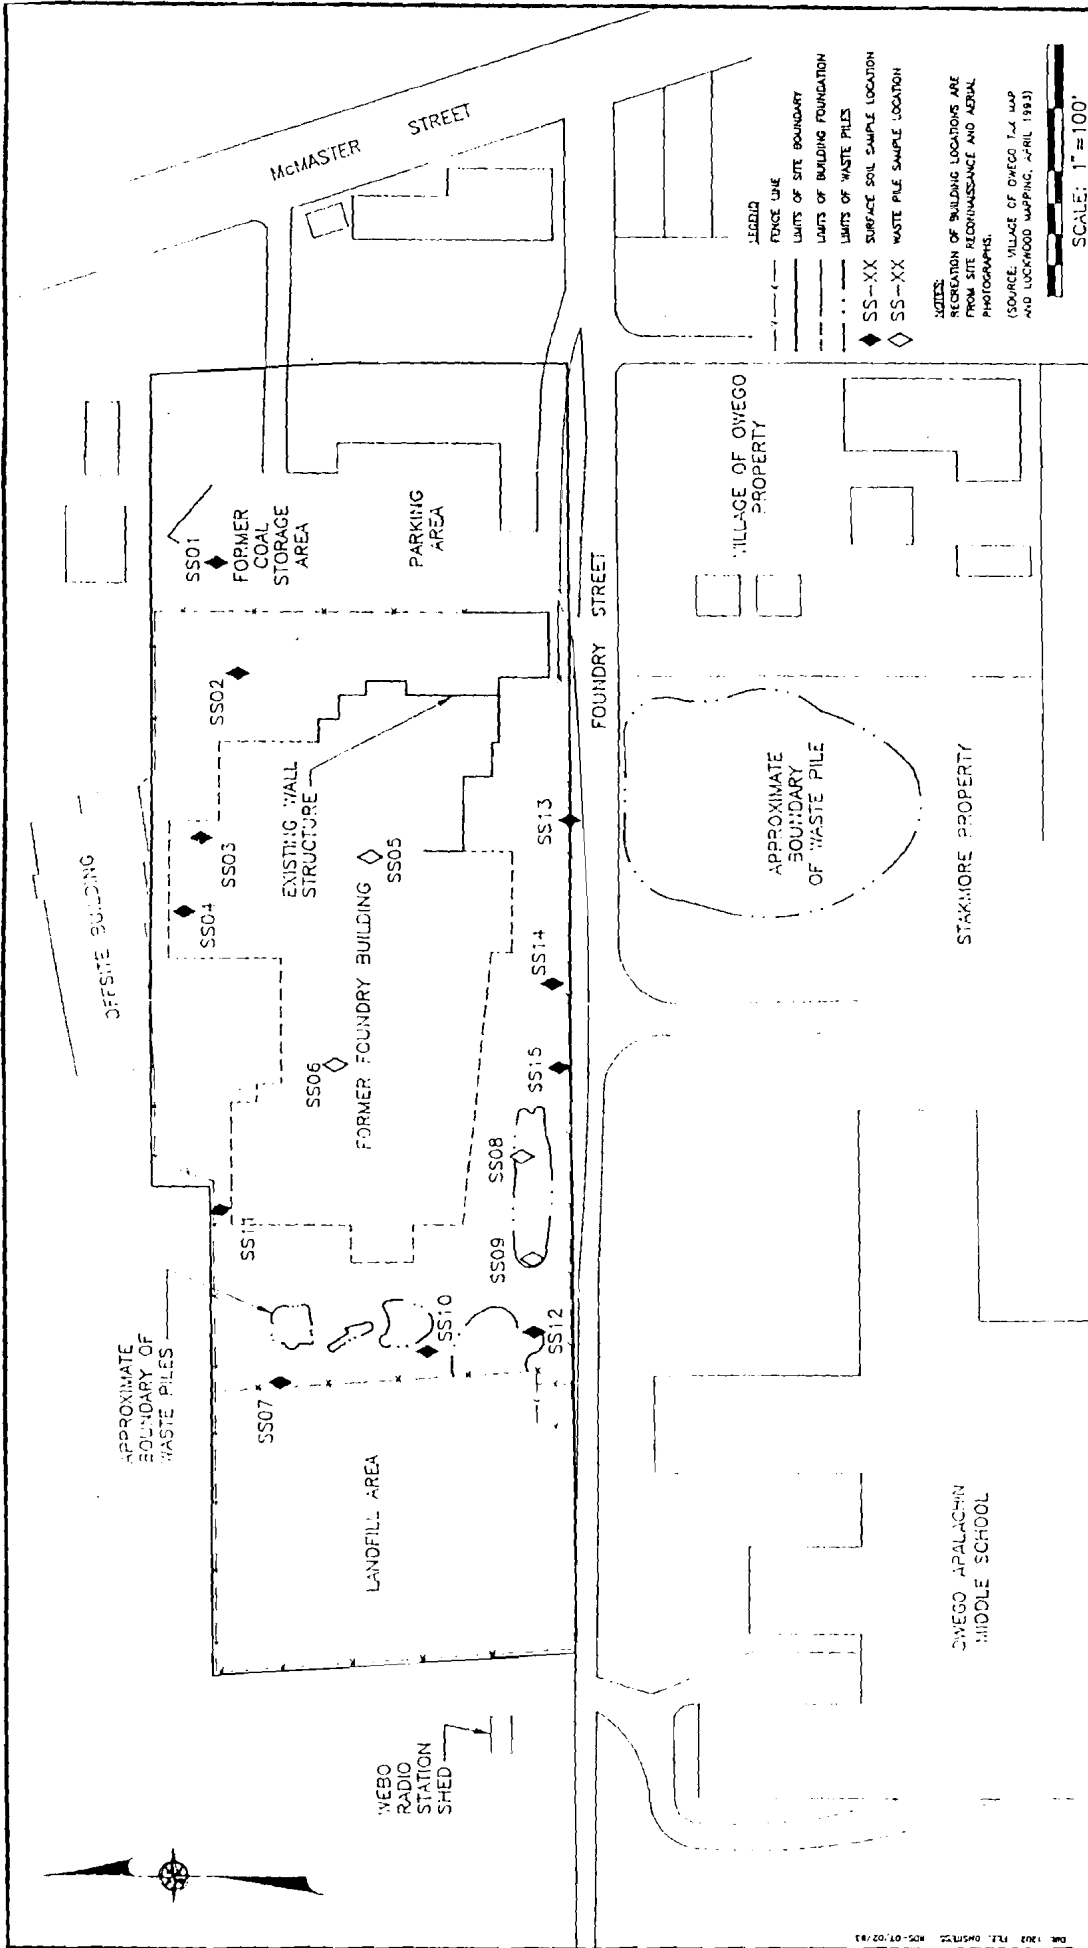 McMASTER STREET
SS01
FORMER
COAL
STORAGE
AREA
PARKING
AREA
SS02
OFFSITE BUILDING
SS03
SS04
EXISTING WALL
STRUCTURE
SS05
FORMER FOUNDRY BUILDING
SS06
SS13
SS14
SS15
SS08
SS09
SS11
SS10
SS12
SS07
APPROXIMATE
BOUNDARY OF
WASTE PILES
LANDFILL AREA
WEBO
RADIO
STATION
SHED
FOUNDRY STREET
VILLAGE OF OWEGO
PROPERTY
APPROXIMATE
BOUNDARY
OF WASTE PILE
STAKMORE PROPERTY
OWEGO APALACHIN
MIDDLE SCHOOL
LEGEND
FENCE LINE
LIMITS OF SITE BOUNDARY
LIMITS OF BUILDING FOUNDATION
LIMITS OF WASTE PILES
SS-XX SURFACE SOIL SAMPLE LOCATION
SS-XX WASTE PILE SAMPLE LOCATION
NOTES:
RECREATION OF BUILDING LOCATIONS ARE
FROM SITE RECONNAISSANCE AND AERIAL
PHOTOGRAPHS.
(SOURCE: VILLAGE OF OWEGO TAX MAP
AND LOCKWOOD MAPPING, APRIL 1993)
SCALE: 1"=100'